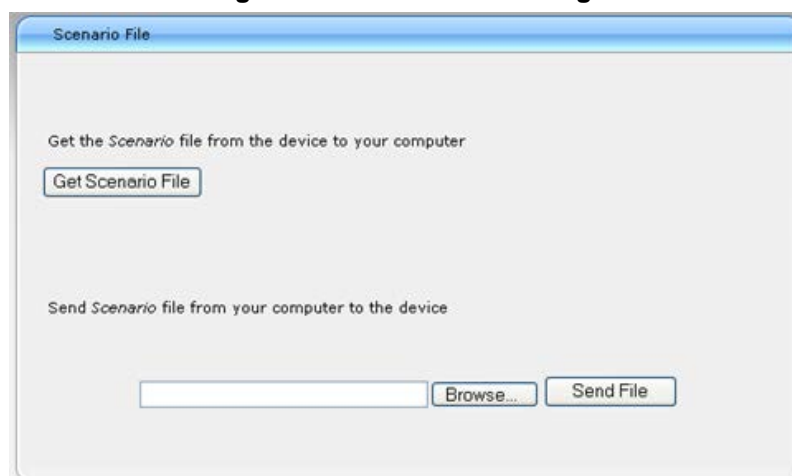 Scenario File
Get the Scenario file from the device to your computer
Get Scenario File
Send Scenario file from your computer to the device
Browse... Send File